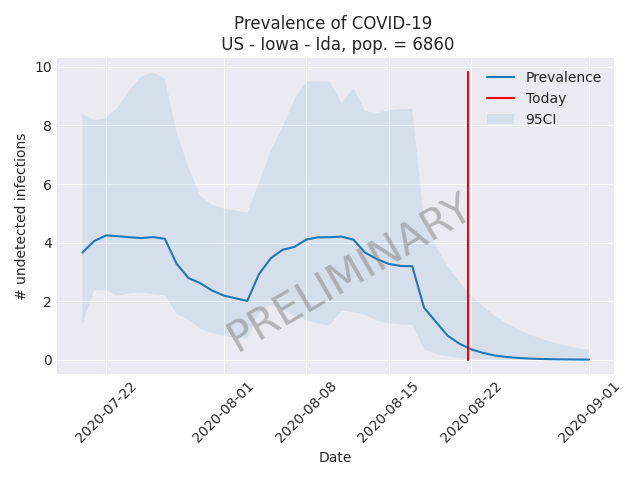 Prevalence of COVID-19
US - Iowa - Ida, pop. = 6860
# undetected infections
10
8
6
4
2
0
Prevalence
Today
95CI
PRELIMINARY
2020-07-22
2020-08-01
2020-08-08
2020-08-15
2020-08-22
2020-09-01
Date